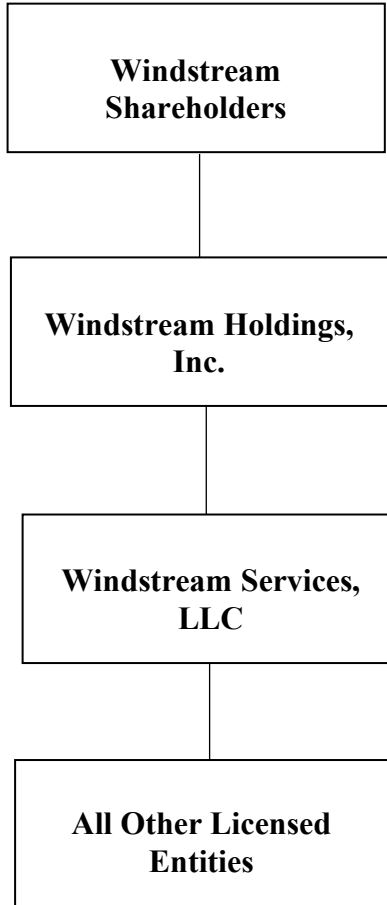 Windstream
Shareholders
Windstream Holdings,
Inc.
Windstream Services,
LLC
All Other Licensed
Entities